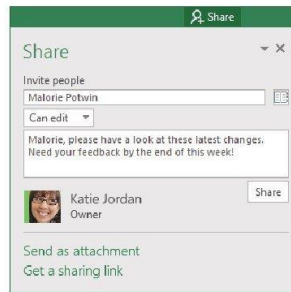 Share
Share
Invite people
Malorie Potwin
Can edit
Malorie, please have a look at these latest changes.
Need your feedback by the end of this week!
Share
Katie Jordan
Owner
Send as attachment
Get a sharing link